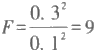 F = 0. 3² / 0. 1² = 9